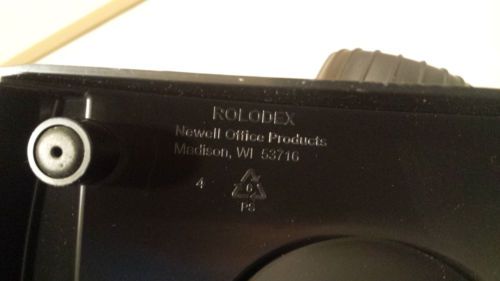 ROLODEX
Newell Office Products
Madison, WI 53716
4
6
PS